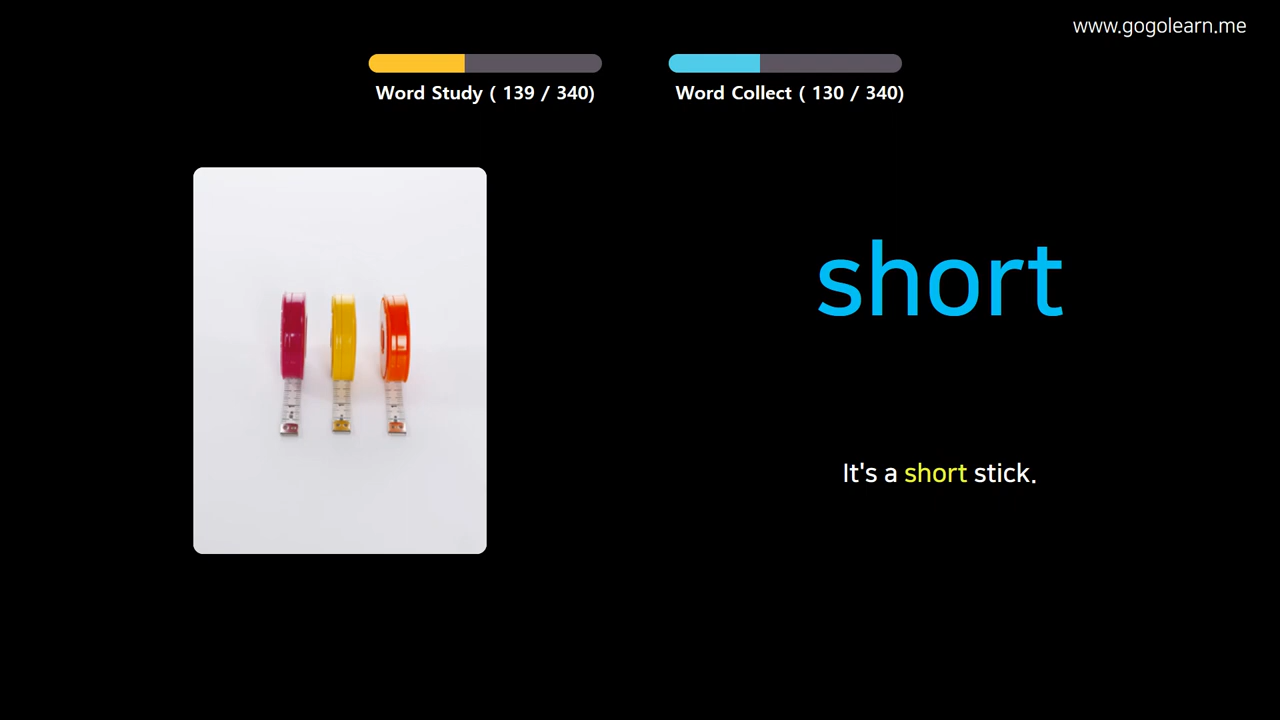 www.gogolearn.me
Word Study ( 139 / 340)
Word Collect ( 130 / 340)
short
It's a short stick.